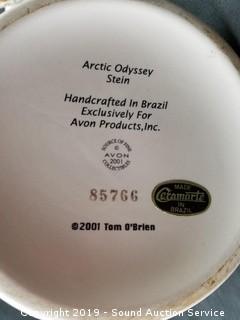 Arctic Odyssey
Stein
Handcrafted In Brazil
Exclusively For
Avon Products,Inc.
SOURCE OF FINE
©
AVON
2001
COLLECTIBLES
85766
MADE
Ceramarte
IN
BRAZIL
©2001 Tom O'Brien
Copyright 2019 - Sound Auction Service